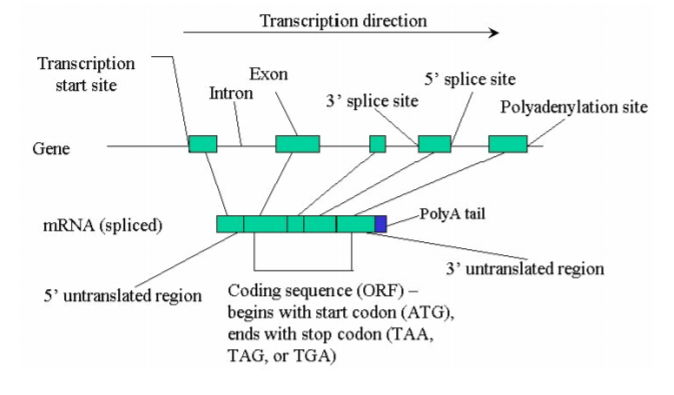 Transcription direction
Transcription
start site
Exon
Intron
3’ splice site
5’ splice site
Polyadenylation site
Gene
mRNA (spliced)
PolyA tail
3’ untranslated region
5’ untranslated region
Coding sequence (ORF) –
begins with start codon (ATG),
ends with stop codon (TAA,
TAG, or TGA)